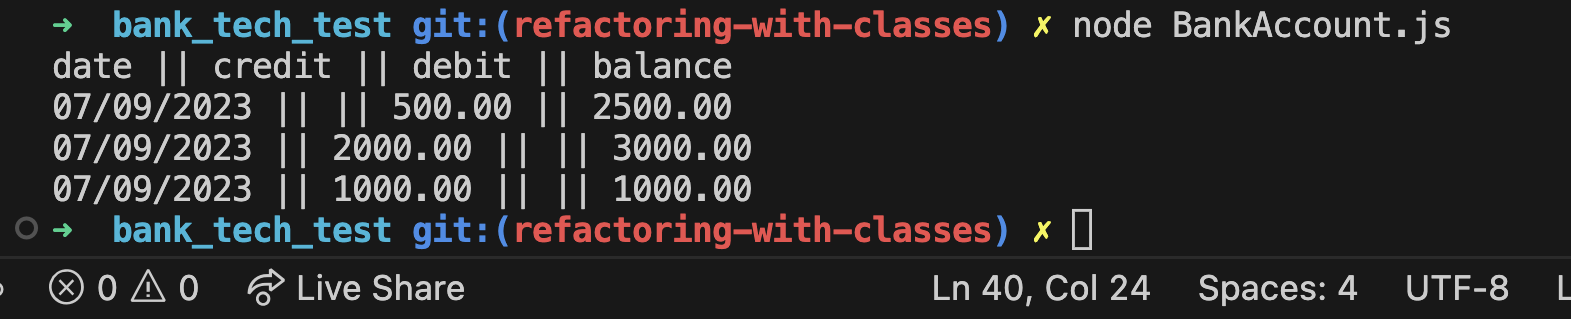 ➜ bank_tech_test git:(refactoring-with-classes) ✗ node BankAccount.js
date || credit || debit || balance
07/09/2023 || || 500.00 || 2500.00
07/09/2023 || 2000.00 || || 3000.00
07/09/2023 || 1000.00 || || 1000.00
➜ bank_tech_test git:(refactoring-with-classes) ✗
0 0 Live Share Ln 40, Col 24 Spaces: 4 UTF-8